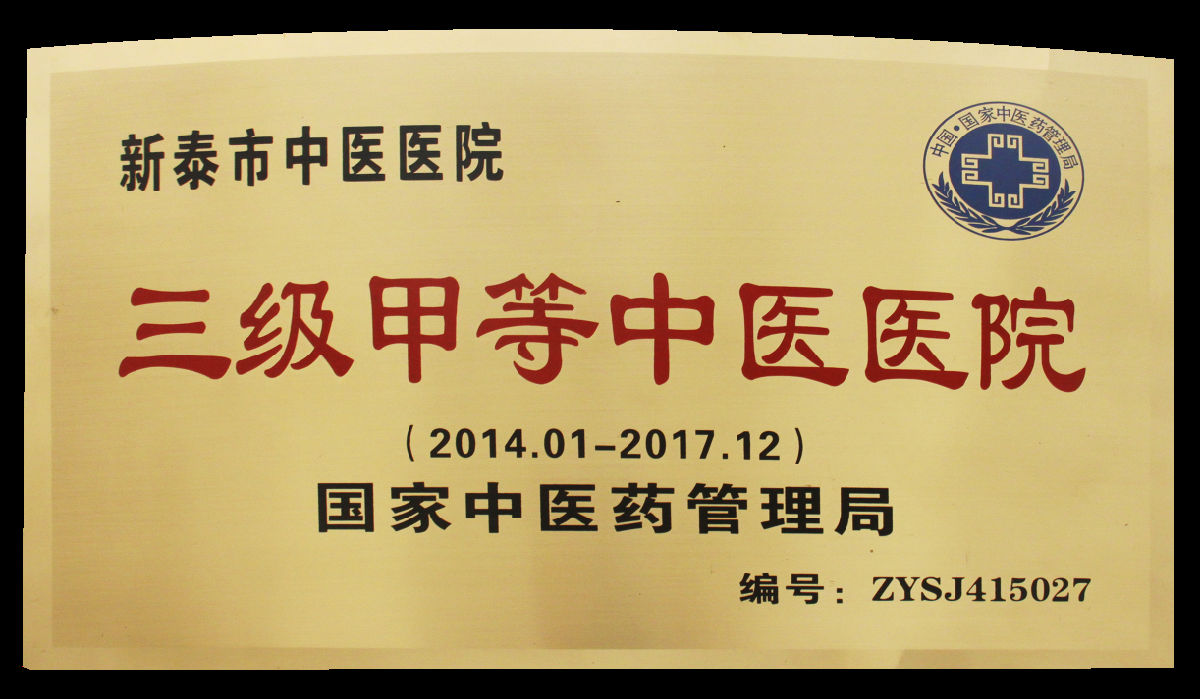 新泰市中医医院
中国·国家中医药管理局
三级甲等中医医院
（2014.01-2017.12）
国家中医药管理局
编号：ZYSJ415027